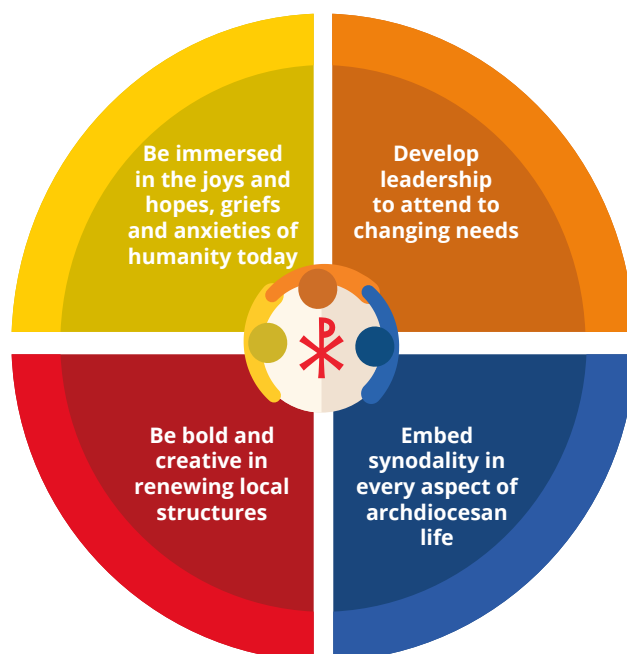 Be immersed
in the joys and
hopes, griefs
and anxieties of
humanity today
Develop
leadership
to attend to
changing needs
Be bold and
creative in
renewing local
structures
Embed
synodality in
every aspect of
archdiocesan
life